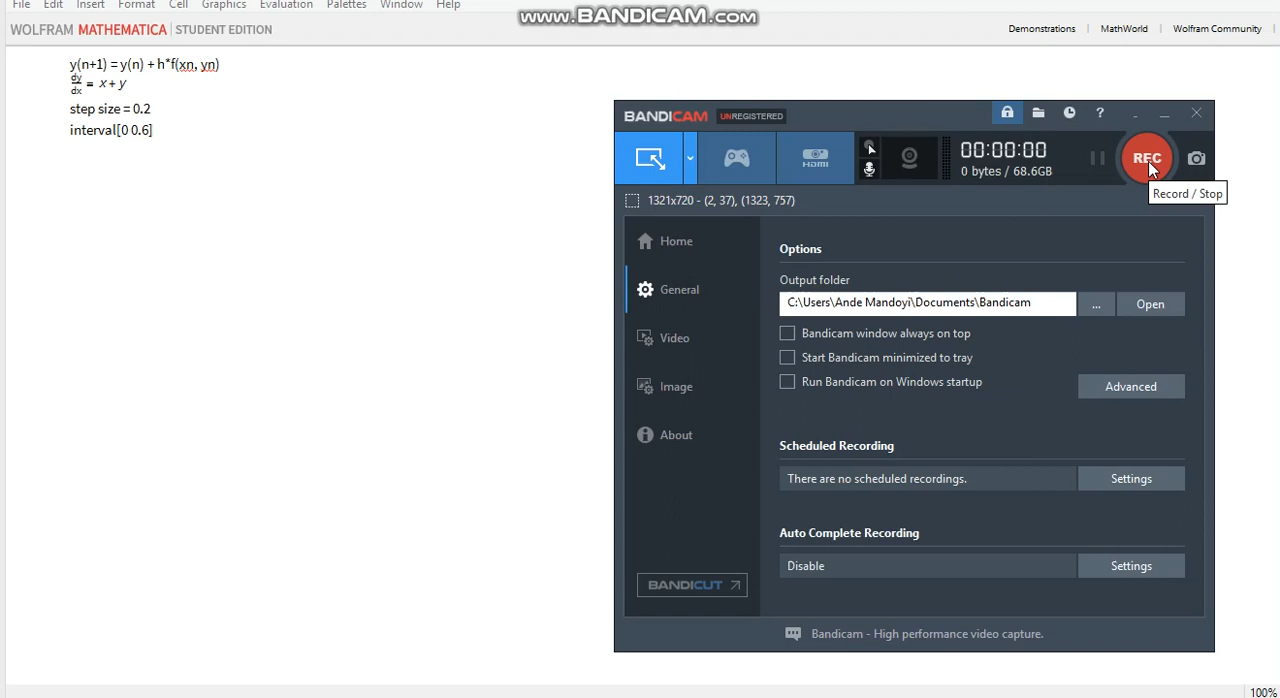 File Edit Insert Format Cell Graphics Evaluation Palettes Window Help
www.BANDICAM.com
WOLFRAM MATHEMATICA STUDENT EDITION
Demonstrations MathWorld Wolfram Community
y(n+1) = y(n) + h*f(xn, yn)
dy/dx = x + y
step size = 0.2
interval[0 0.6]
BANDICAM UNREGISTERED
?
HDMI
00:00:00
0 bytes / 68.6GB
REC
Record / Stop
1321x720 - (2, 37), (1323, 757)
Home
General
Video
Image
About
BANDICUT
Options
Output folder
C:\Users\Ande Mandoyi\Documents\Bandicam ... Open
Bandicam window always on top
Start Bandicam minimized to tray
Run Bandicam on Windows startup
Advanced
Scheduled Recording
There are no scheduled recordings. Settings
Auto Complete Recording
Disable Settings
Bandicam - High performance video capture.
100%